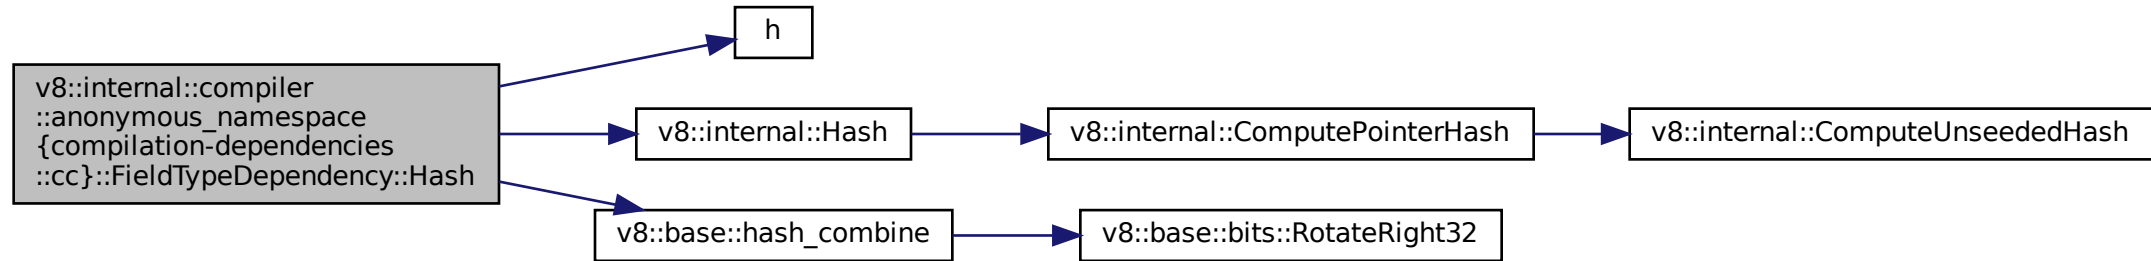 v8::internal::compiler
::anonymous_namespace
{compilation-dependencies
::cc}::FieldTypeDependency::Hash
h
v8::internal::Hash
v8::internal::ComputePointerHash
v8::internal::ComputeUnseededHash
v8::base::hash_combine
v8::base::bits::RotateRight32